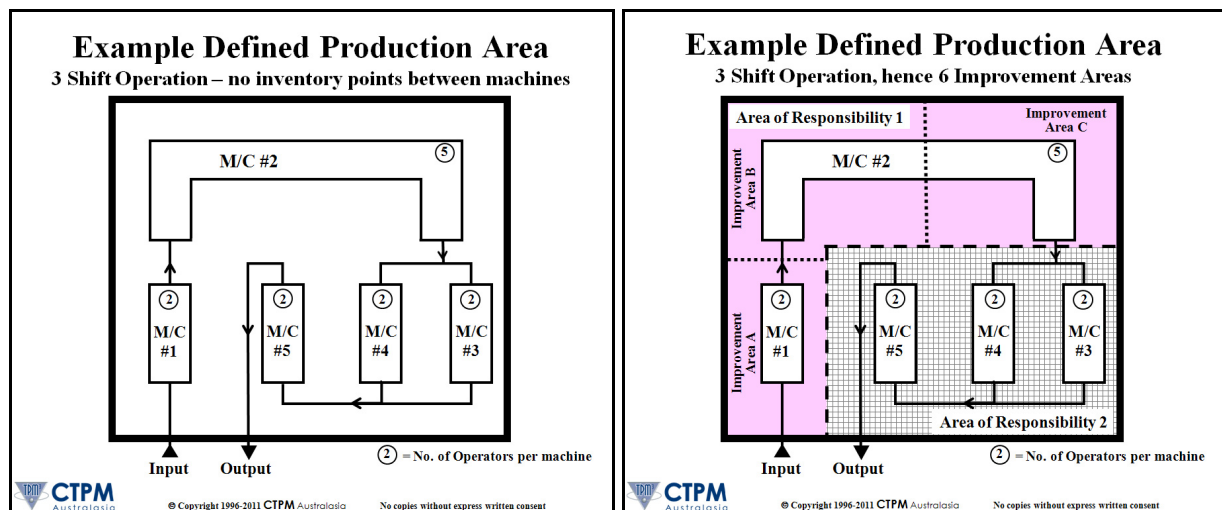 Example Defined Production Area
3 Shift Operation – no inventory points between machines
M/C #2
5
2
M/C
#1
2
M/C
#5
2
M/C
#4
2
M/C
#3
Input
Output
2 = No. of Operators per machine
TPM
CTPM
Australasia
© Copyright 1996-2011 CTPM Australasia
No copies without express written consent
Example Defined Production Area
3 Shift Operation, hence 6 Improvement Areas
Area of Responsibility 1
Improvement
Area C
M/C #2
5
Improvement
Area B
Improvement
Area A
2
M/C
#1
2
M/C
#5
2
M/C
#4
2
M/C
#3
Area of Responsibility 2
Input
Output
2 = No. of Operators per machine
TPM
CTPM
Australasia
© Copyright 1996-2011 CTPM Australasia
No copies without express written consent